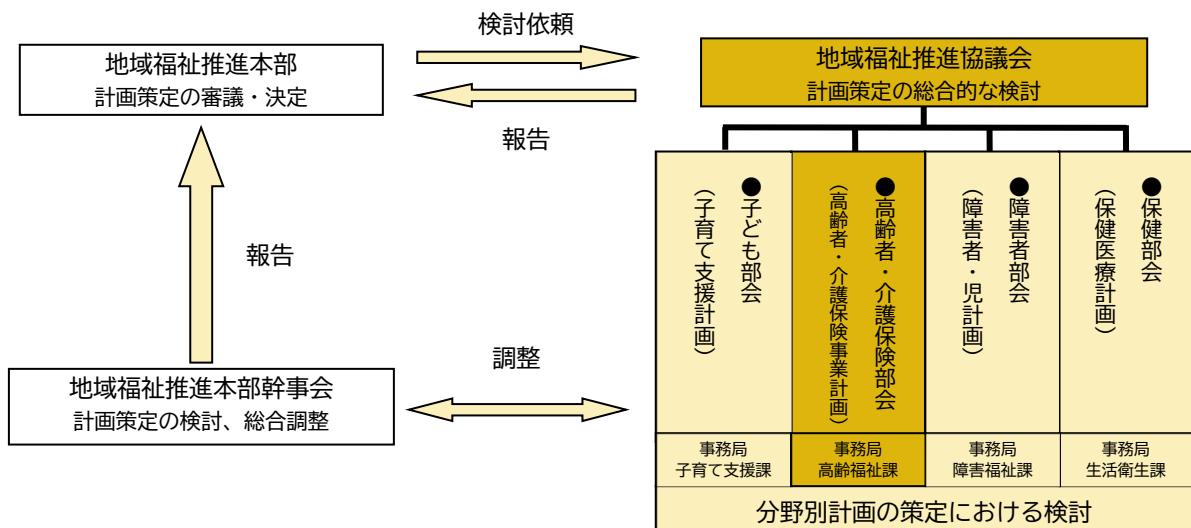 検討依頼
地域福祉推進本部
計画策定の審議・決定
地域福祉推進協議会
計画策定の総合的な検討
報告
報告
●子ども部会
（子育て支援計画）
●高齢者・介護保険部会
（高齢者・介護保険事業計画）
●障害者部会
（障害者・児計画）
●保健部会
（保健医療計画）
調整
地域福祉推進本部幹事会
計画策定の検討、総合調整
事務局
子育て支援課
事務局
高齢福祉課
事務局
障害福祉課
事務局
生活衛生課
分野別計画の策定における検討